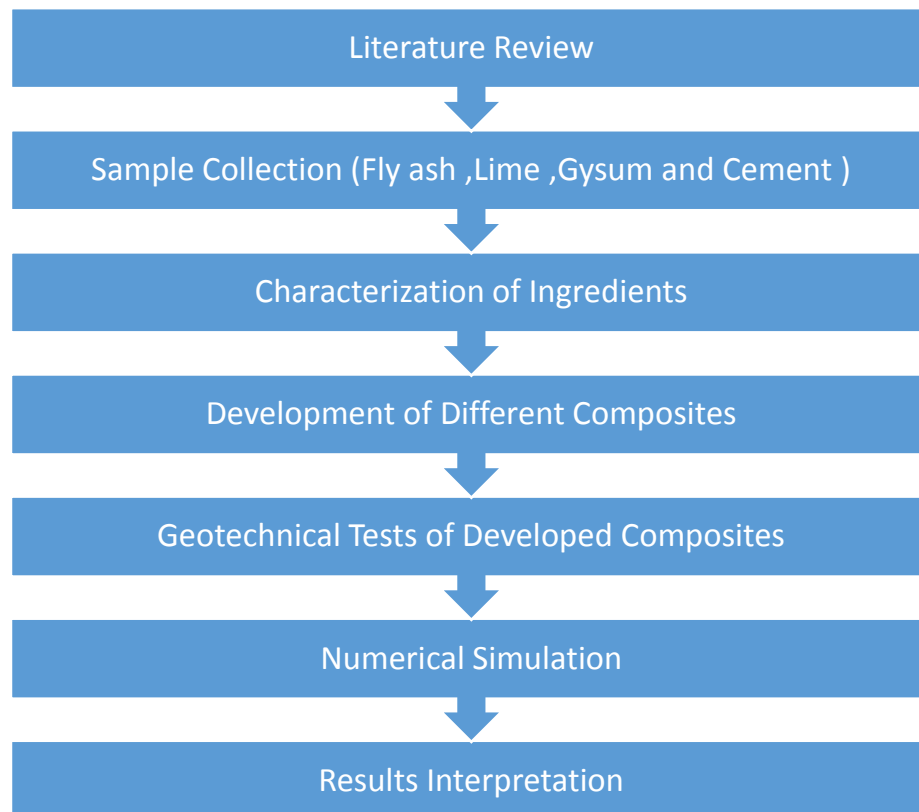 Literature Review
Sample Collection (Fly ash ,Lime ,Gysum and Cement )
Characterization of Ingredients
Development of Different Composites
Geotechnical Tests of Developed Composites
Numerical Simulation
Results Interpretation